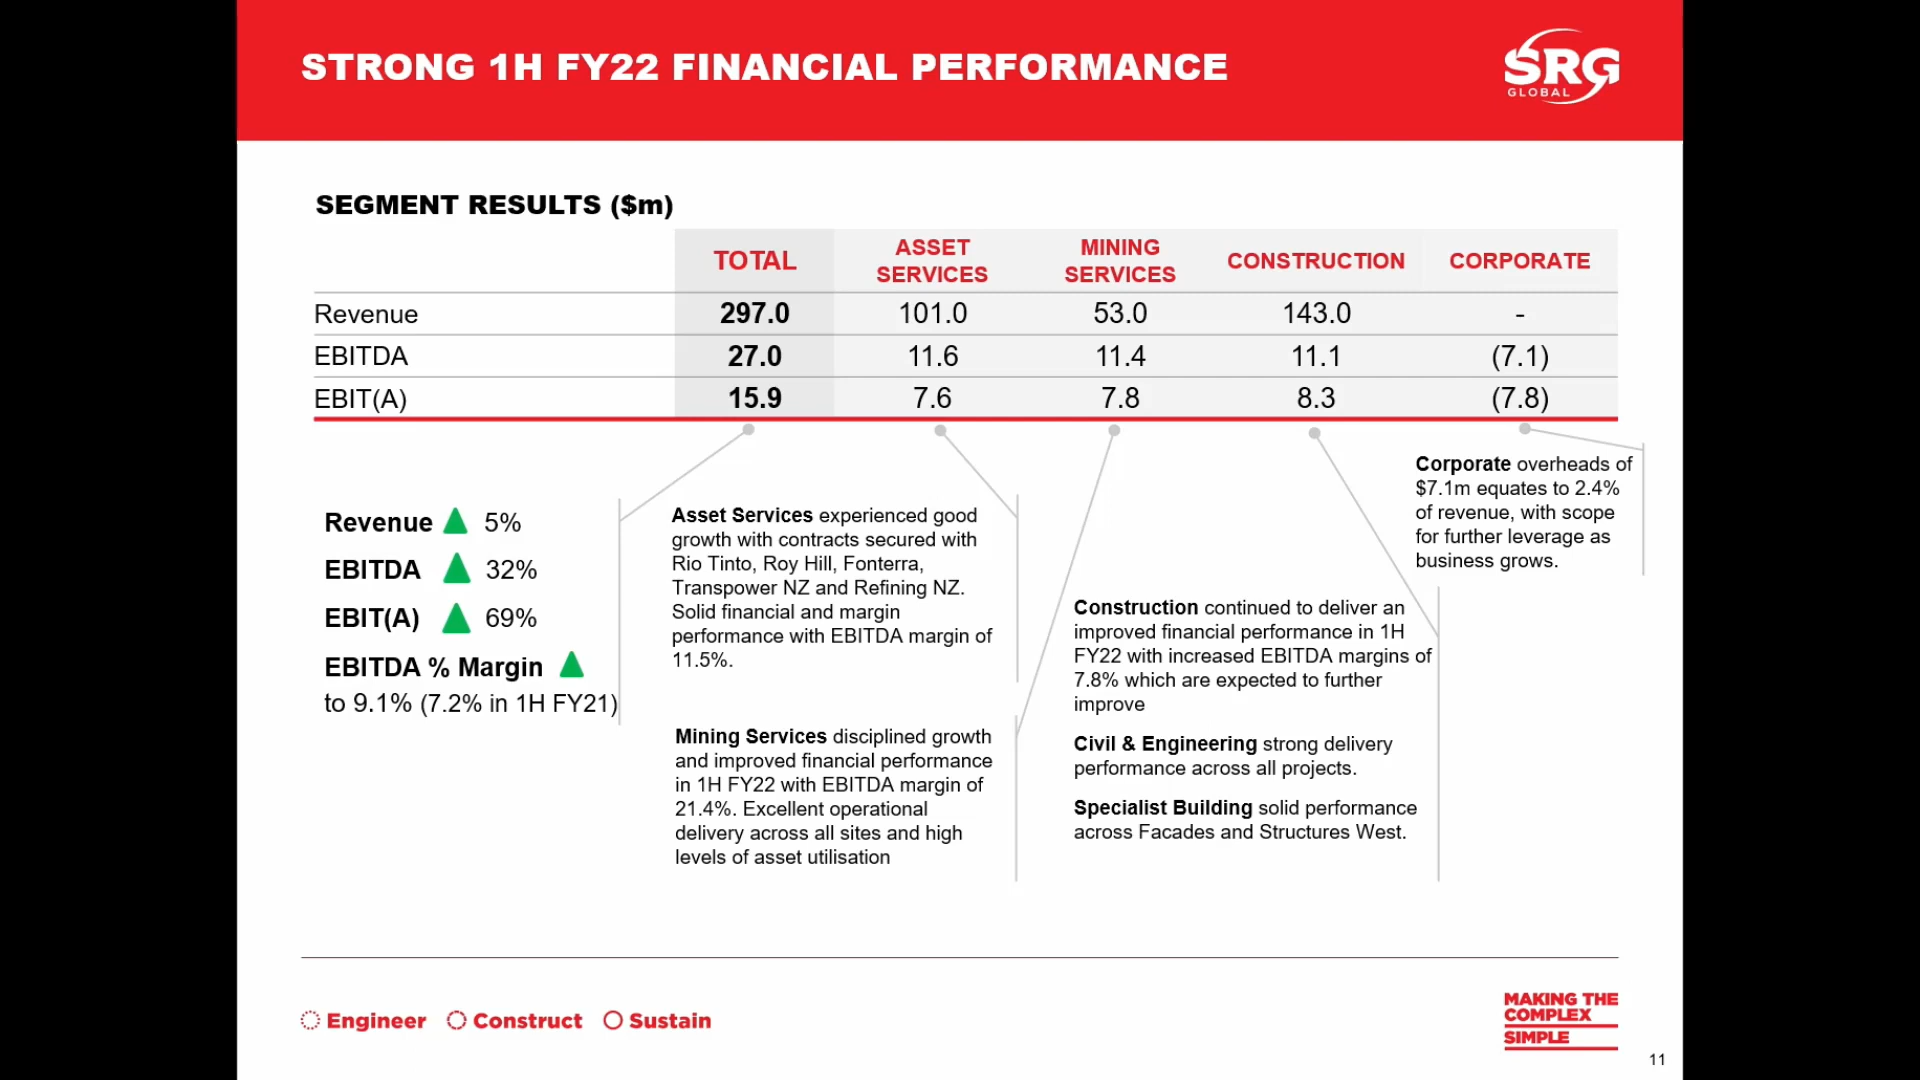 STRONG 1H FY22 FINANCIAL PERFORMANCE
SRG
GLOBAL
SEGMENT RESULTS ($m)
TOTAL ASSET SERVICES MINING SERVICES CONSTRUCTION CORPORATE
Revenue 297.0 101.0 53.0 143.0 -
EBITDA 27.0 11.6 11.4 11.1 (7.1)
EBIT(A) 15.9 7.6 7.8 8.3 (7.8)
Revenue 5%
EBITDA 32%
EBIT(A) 69%
EBITDA % Margin
to 9.1% (7.2% in 1H FY21)
Asset Services experienced good
growth with contracts secured with
Rio Tinto, Roy Hill, Fonterra,
Transpower NZ and Refining NZ.
Solid financial and margin
performance with EBITDA margin of
11.5%.
Mining Services disciplined growth
and improved financial performance
in 1H FY22 with EBITDA margin of
21.4%. Excellent operational
delivery across all sites and high
levels of asset utilisation
Construction continued to deliver an
improved financial performance in 1H
FY22 with increased EBITDA margins of
7.8% which are expected to further
improve
Civil & Engineering strong delivery
performance across all projects.
Specialist Building solid performance
across Facades and Structures West.
Corporate overheads of
$7.1m equates to 2.4%
of revenue, with scope
for further leverage as
business grows.
Engineer Construct Sustain
MAKING THE
COMPLEX
SIMPLE
11